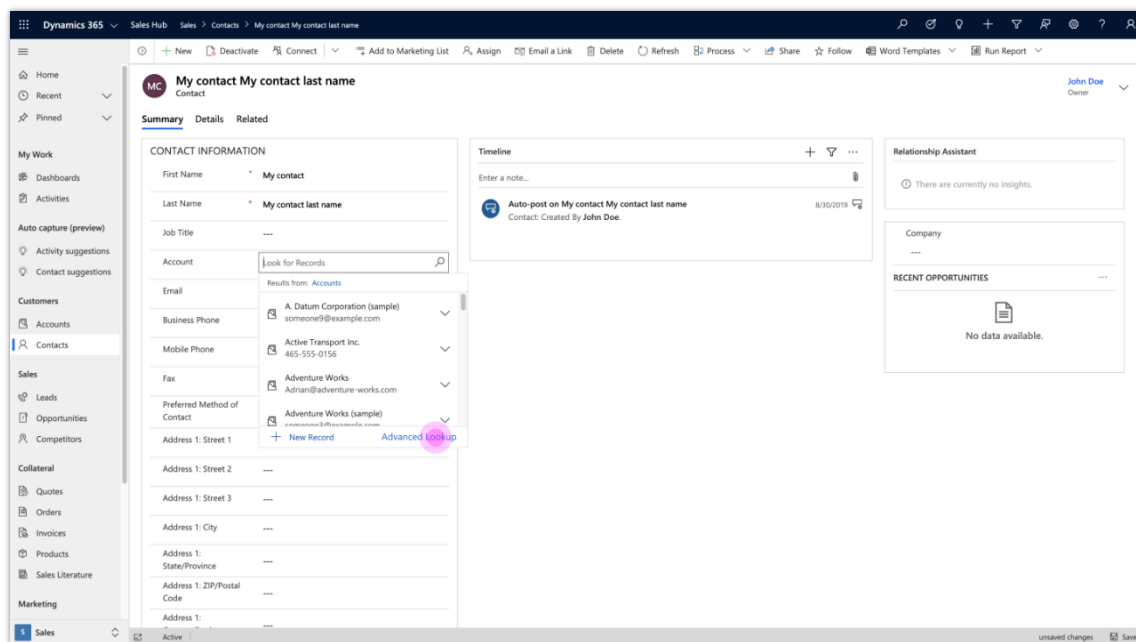 Dynamics 365 Sales Hub Sales > Contacts > My contact My contact last name
New Deactivate Connect Add to Marketing List Assign Email a Link Delete Refresh Process Share Follow Word Templates Run Report
Home
Recent
Pinned
My Work
Dashboards
Activities
Auto capture (preview)
Activity suggestions
Contact suggestions
Customers
Accounts
Contacts
Sales
Leads
Opportunities
Competitors
Collateral
Quotes
Orders
Invoices
Products
Sales Literature
Marketing
S Sales
MC
My contact My contact last name
Contact
John Doe
Owner
Summary Details Related
CONTACT INFORMATION
First Name * My contact
Last Name * My contact last name
Job Title ---
Account Look for Records
Results from: Accounts
A. Datum Corporation (sample)
someone9@example.com
Active Transport Inc.
465-555-0156
Adventure Works
Adrian@adventure-works.com
Adventure Works (sample)
someone3@example.com
+ New Record Advanced Lookup
Email
Business Phone
Mobile Phone
Fax
Preferred Method of
Contact
Address 1: Street 1
Address 1: Street 2 ---
Address 1: Street 3 ---
Address 1: City ---
Address 1:
State/Province ---
Address 1: ZIP/Postal
Code ---
Address 1:
---
Timeline
Enter a note...
Auto-post on My contact My contact last name 8/30/2019
Contact: Created By John Doe.
Relationship Assistant
There are currently no insights.
Company
---
RECENT OPPORTUNITIES
No data available.
Active
unsaved changes Save